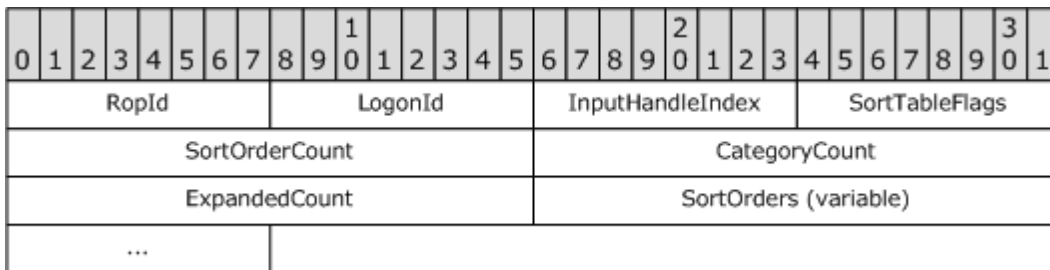 1 2 3
0 1 2 3 4 5 6 7 8 9 0 1 2 3 4 5 6 7 8 9 0 1 2 3 4 5 6 7 8 9 0 1
RopId LogonId InputHandleIndex SortTableFlags
SortOrderCount CategoryCount
ExpandedCount SortOrders (variable)
...